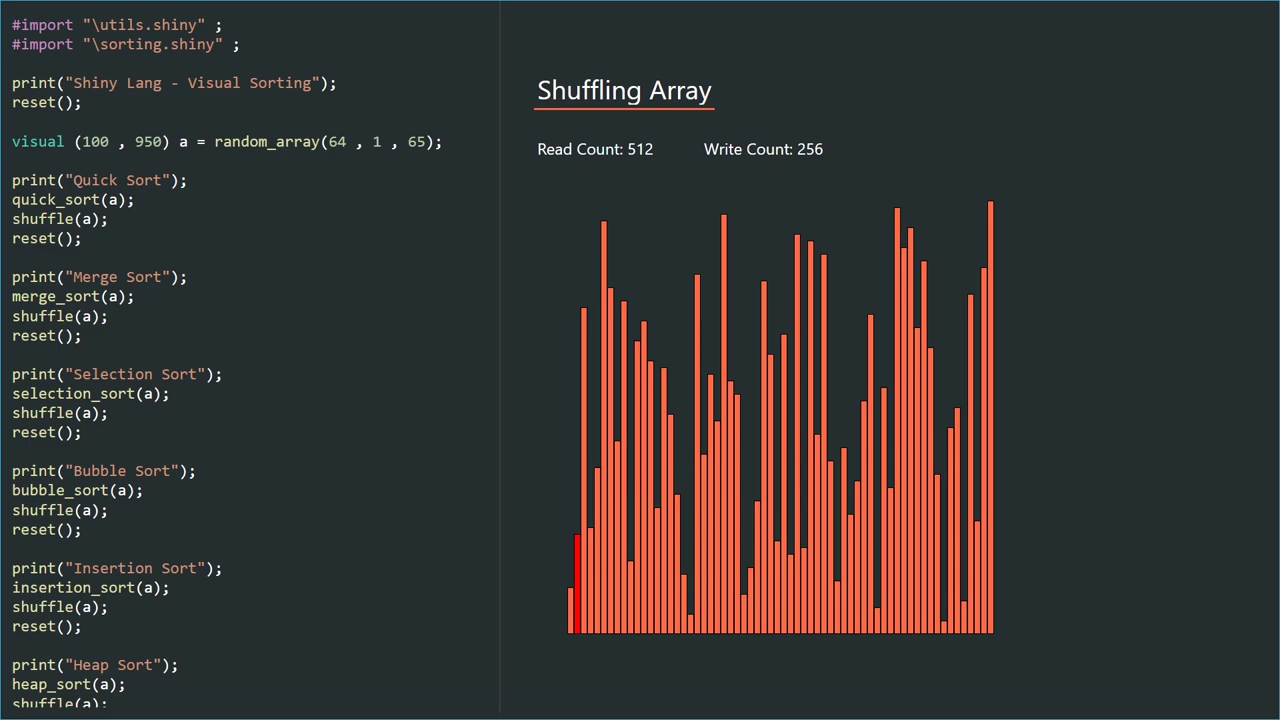 #import "\utils.shiny" ;
#import "\sorting.shiny" ;
print("Shiny Lang - Visual Sorting");
reset();
visual (100 , 950) a = random_array(64 , 1 , 65);
print("Quick Sort");
quick_sort(a);
shuffle(a);
reset();
print("Merge Sort");
merge_sort(a);
shuffle(a);
reset();
print("Selection Sort");
selection_sort(a);
shuffle(a);
reset();
print("Bubble Sort");
bubble_sort(a);
shuffle(a);
reset();
print("Insertion Sort");
insertion_sort(a);
shuffle(a);
reset();
print("Heap Sort");
heap_sort(a);
shuffle(a);
Shuffling Array
Read Count: 512 Write Count: 256